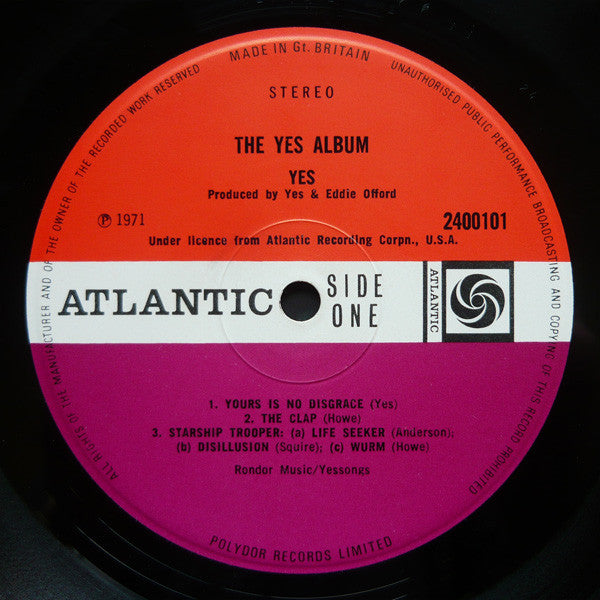 MADE IN Gt. BRITAIN
ALL RIGHTS OF THE MANUFACTURER AND OF THE OWNER OF THE RECORDED WORK RESERVED
UNAUTHORISED PUBLIC PERFORMANCE BROADCASTING AND COPYING OF THIS RECORD PROHIBITED
STEREO
THE YES ALBUM
YES
Produced by Yes & Eddie Offord
℗ 1971
2400101
Under licence from Atlantic Recording Corpn., U.S.A.
ATLANTIC
SIDE
ONE
ATLANTIC
1. YOURS IS NO DISGRACE (Yes)
2. THE CLAP (Howe)
3. STARSHIP TROOPER: (a) LIFE SEEKER (Anderson);
(b) DISILLUSION (Squire); (c) WURM (Howe)
Rondor Music/Yessongs
POLYDOR RECORDS LIMITED